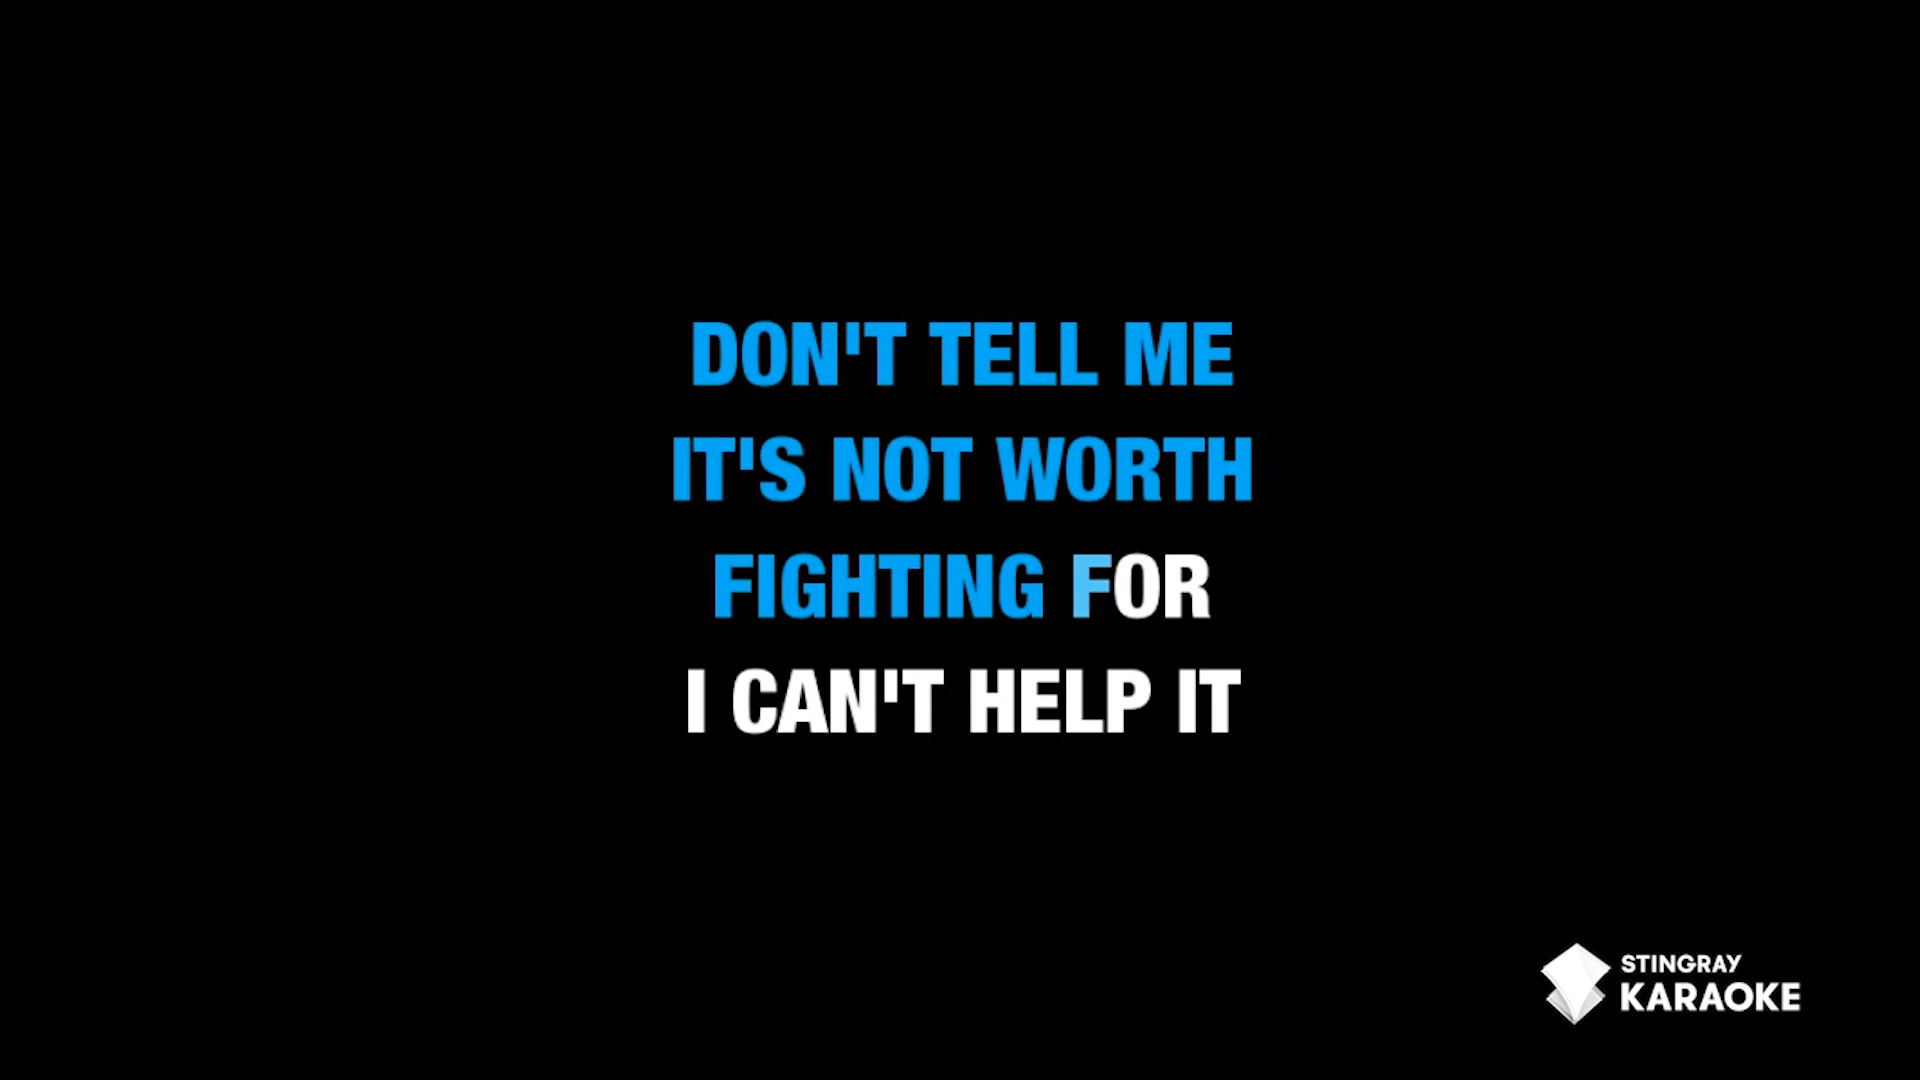 DON'T TELL ME
IT'S NOT WORTH
FIGHTING FOR
I CAN'T HELP IT
STINGRAY
KARAOKE